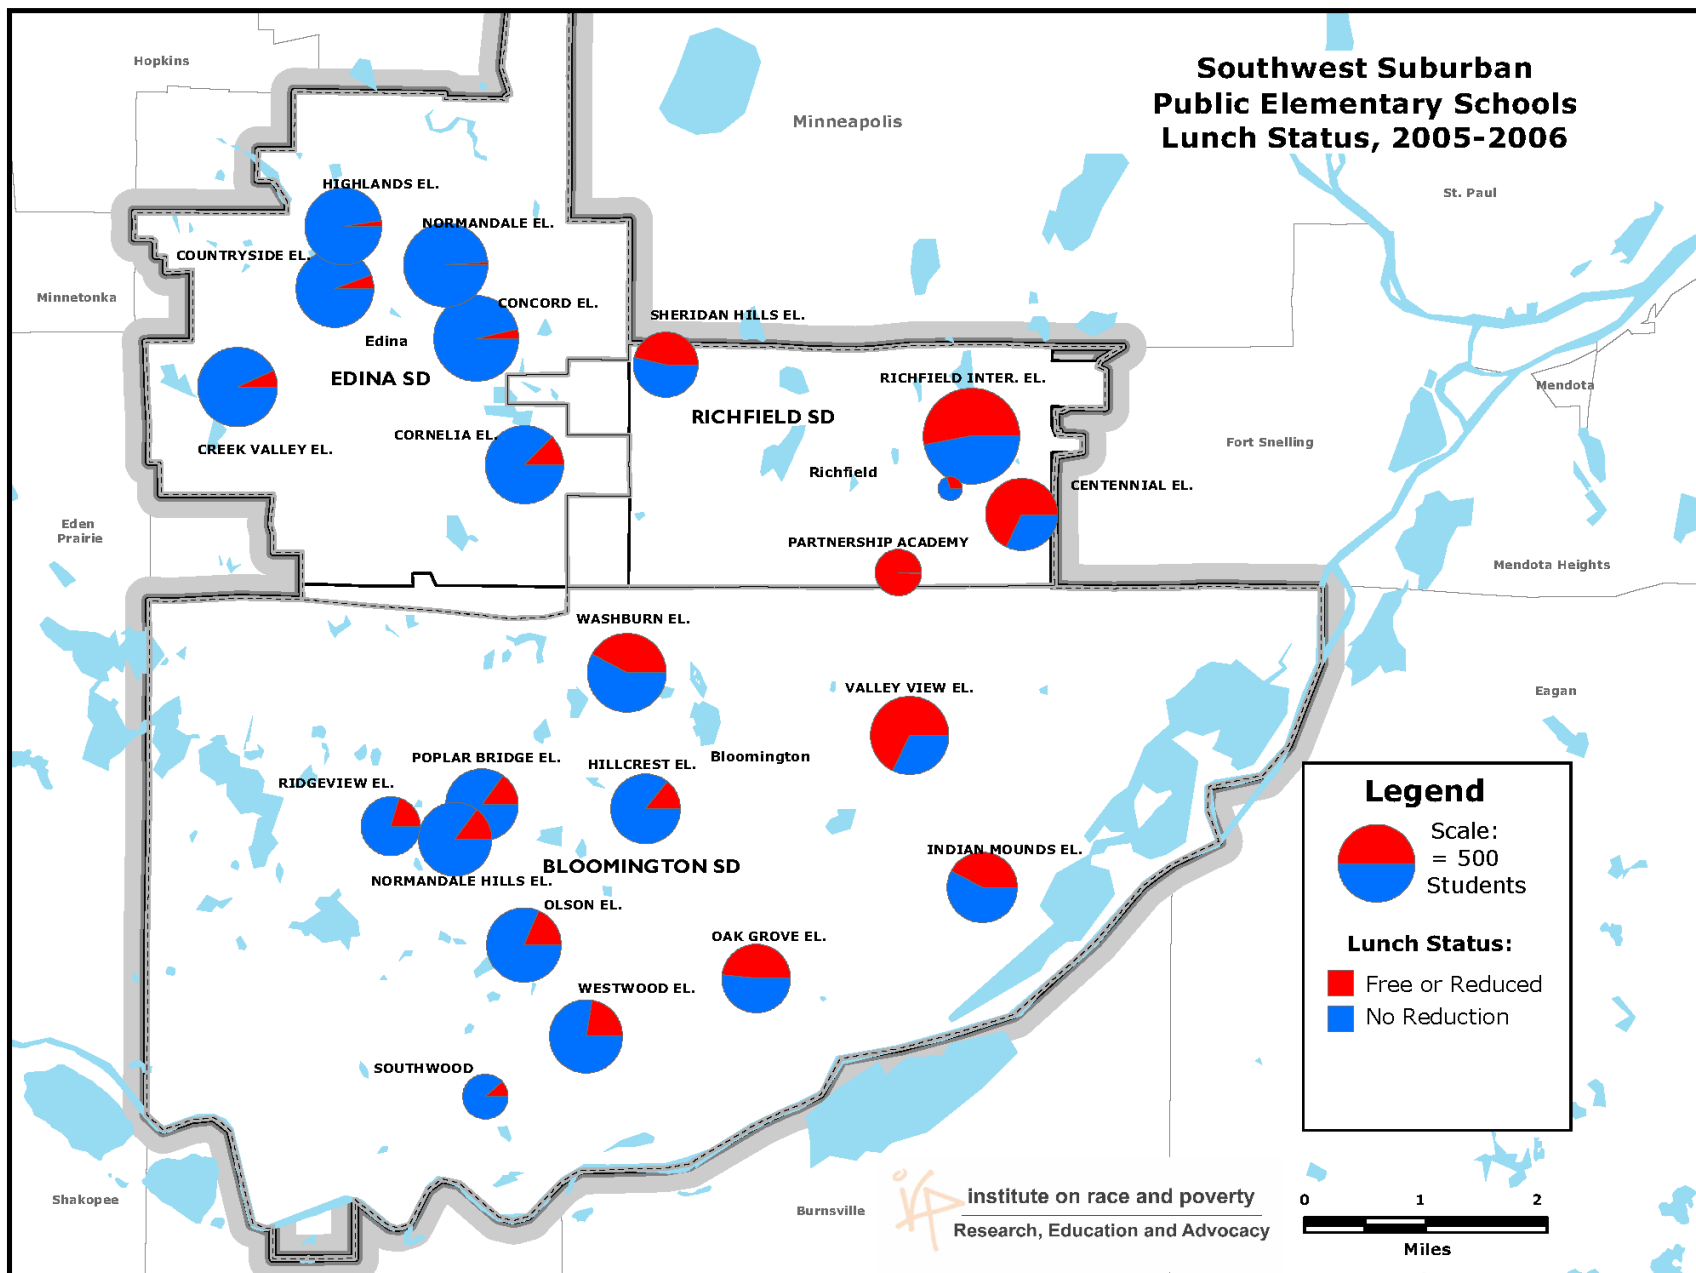 Southwest Suburban
Public Elementary Schools
Lunch Status, 2005-2006
Hopkins
Minneapolis
St. Paul
HIGHLANDS EL.
NORMANDALE EL.
COUNTRYSIDE EL.
Minnetonka
CONCORD EL.
SHERIDAN HILLS EL.
Edina
EDINA SD
RICHFIELD INTER. EL.
Mendota
RICHFIELD SD
CORNELIA EL.
CREEK VALLEY EL.
Fort Snelling
Richfield
CENTENNIAL EL.
Eden
Prairie
PARTNERSHIP ACADEMY
Mendota Heights
WASHBURN EL.
VALLEY VIEW EL.
Eagan
POPLAR BRIDGE EL.
HILLCREST EL.
Bloomington
RIDGEVIEW EL.
INDIAN MOUNDS EL.
BLOOMINGTON SD
NORMANDALE HILLS EL.
OLSON EL.
OAK GROVE EL.
WESTWOOD EL.
SOUTHWOOD
Shakopee
Burnsville
Legend
Scale:
= 500
Students
Lunch Status:
Free or Reduced
No Reduction
irp
institute on race and poverty
Research, Education and Advocacy
0 1 2
Miles